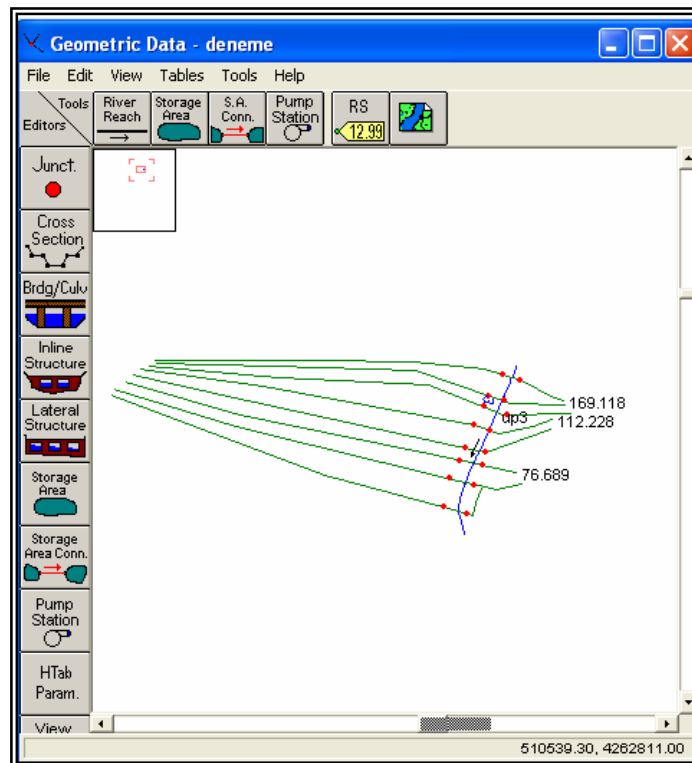 Geometric Data - deneme
File Edit View Tables Tools Help
Tools
Editors
River
Reach
Storage
Area
S.A.
Conn.
Pump
Station
RS
12.99
Junct.
Cross
Section
Brdg/Culv
Inline
Structure
Lateral
Structure
Storage
Area
Storage
Area Conn.
Pump
Station
HTab
Param.
View
169.118
up3
112.228
76.689
510539.30, 4262811.00